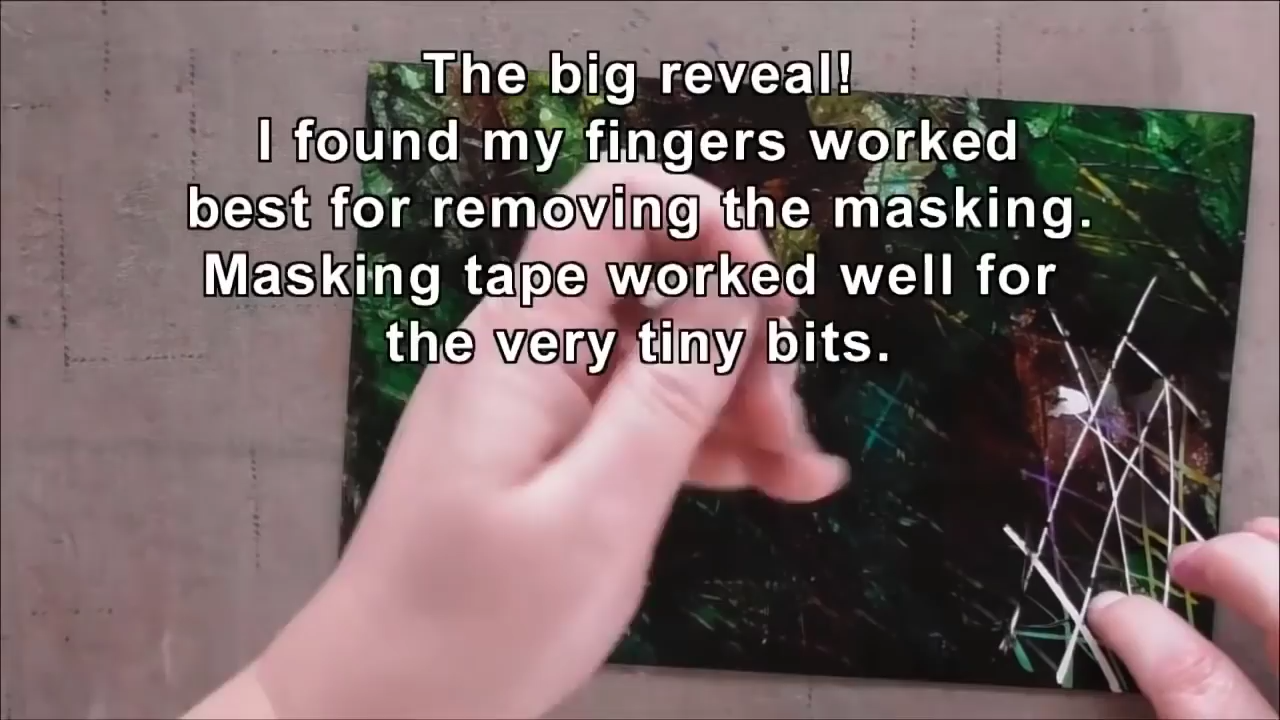 The big reveal!
I found my fingers worked
best for removing the masking.
Masking tape worked well for
the very tiny bits.